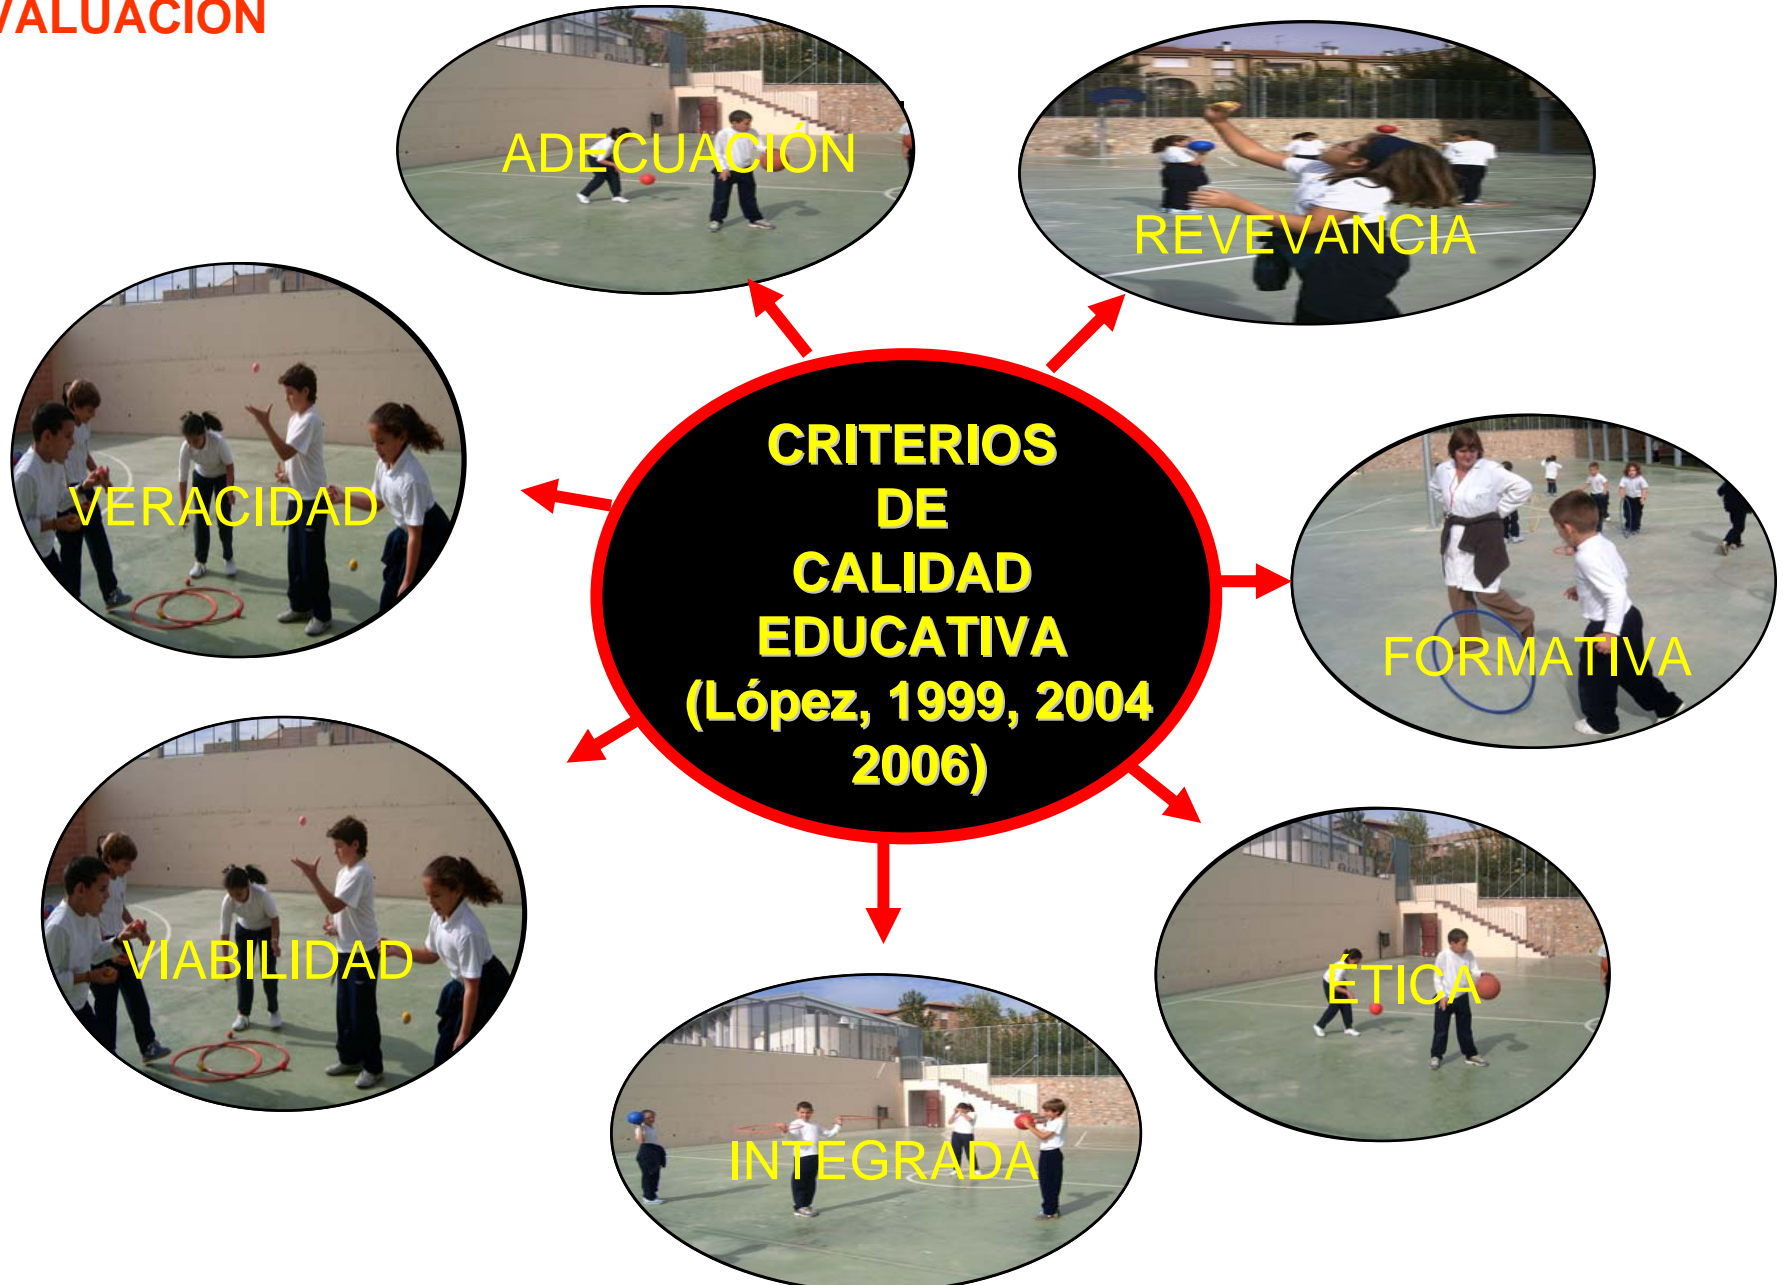 VALUACIÓN
ADECUACIÓN
REVEVANCIA
VERACIDAD
CRITERIOS
DE
CALIDAD
EDUCATIVA
(López, 1999, 2004
2006)
FORMATIVA
VIABILIDAD
ÉTICA
INTEGRADA